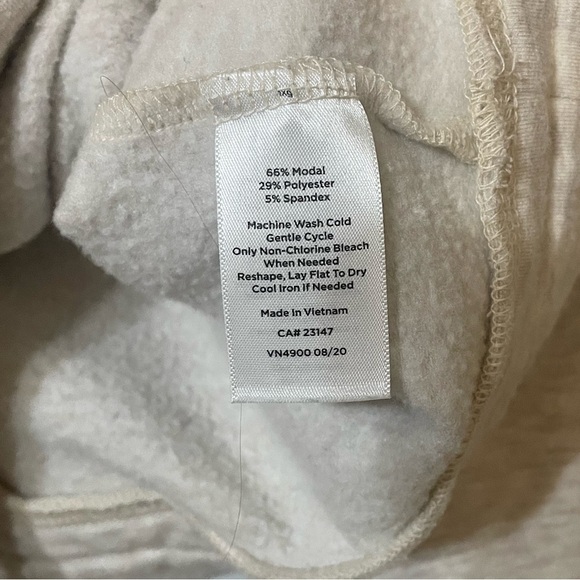 66% Modal
29% Polyester
5% Spandex
Machine Wash Cold
Gentle Cycle
Only Non-Chlorine Bleach
When Needed
Reshape, Lay Flat To Dry
Cool Iron if Needed
Made in Vietnam
CA# 23147
VN4900 08/20